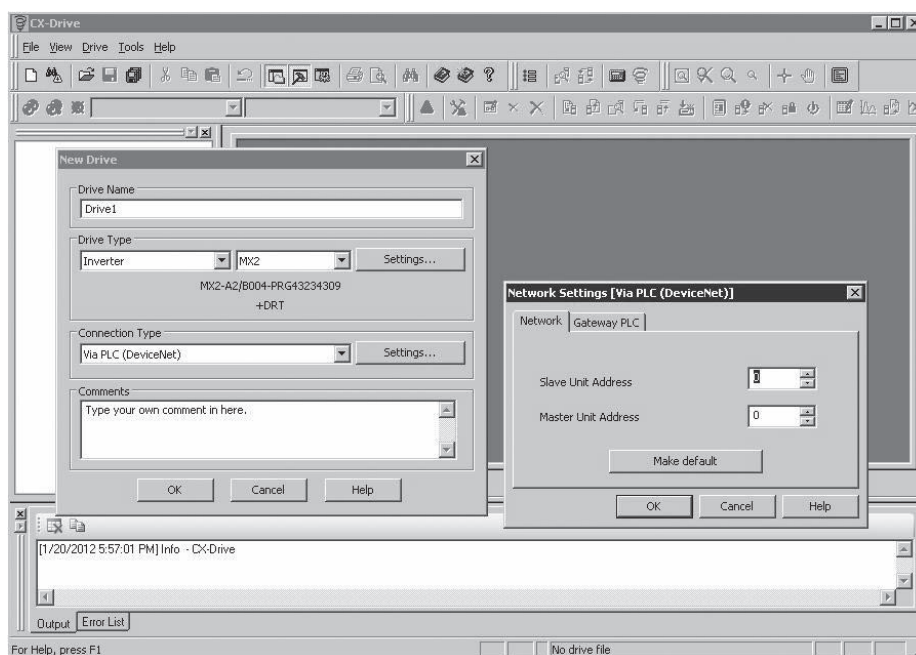 CX-Drive
File View Drive Tools Help
New Drive
Drive Name
Drive1
Drive Type
Inverter
MX2
Settings...
MX2-A2/B004-PRG43234309
+DRT
Connection Type
Via PLC (DeviceNet)
Settings...
Comments
Type your own comment in here.
OK
Cancel
Help
Network Settings [Via PLC (DeviceNet)]
Network
Gateway PLC
Slave Unit Address
0
Master Unit Address
0
Make default
OK
Cancel
Help
[1/20/2012 5:57:01 PM] Info - CX-Drive
Output
Error List
For Help, press F1
No drive file